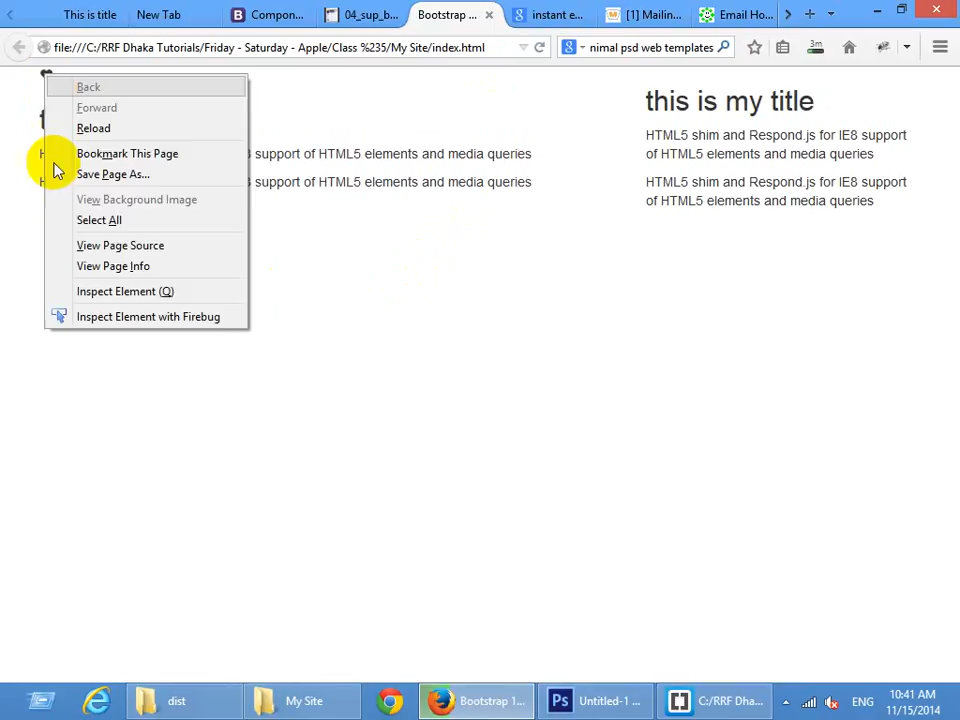 This is title
New Tab
Compon...
04_sup_b...
Bootstrap ...
instant e...
[1] Mailin...
Email Ho...
file:///C:/RRF Dhaka Tutorials/Friday - Saturday - Apple/Class %235/My Site/index.html
nimal psd web templates
3mm
Back
Forward
Reload
Bookmark This Page
Save Page As...
View Background Image
Select All
View Page Source
View Page Info
Inspect Element (Q)
Inspect Element with Firebug
support of HTML5 elements and media queries
support of HTML5 elements and media queries
this is my title
HTML5 shim and Respond.js for IE8 support
of HTML5 elements and media queries
HTML5 shim and Respond.js for IE8 support
of HTML5 elements and media queries
dist
My Site
Bootstrap 1...
Untitled-1 ...
C:/RRF Dha...
ENG
10:41 AM
11/15/2014